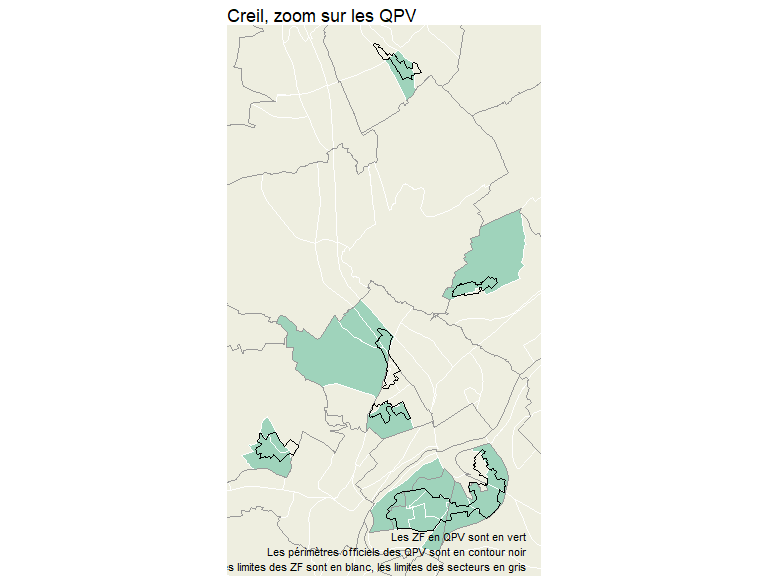 Creil, zoom sur les QPV
Les ZF en QPV sont en vert
Les périmètres officiels des QPV sont en contour noir
s limites des ZF sont en blanc, les limites des secteurs en gris